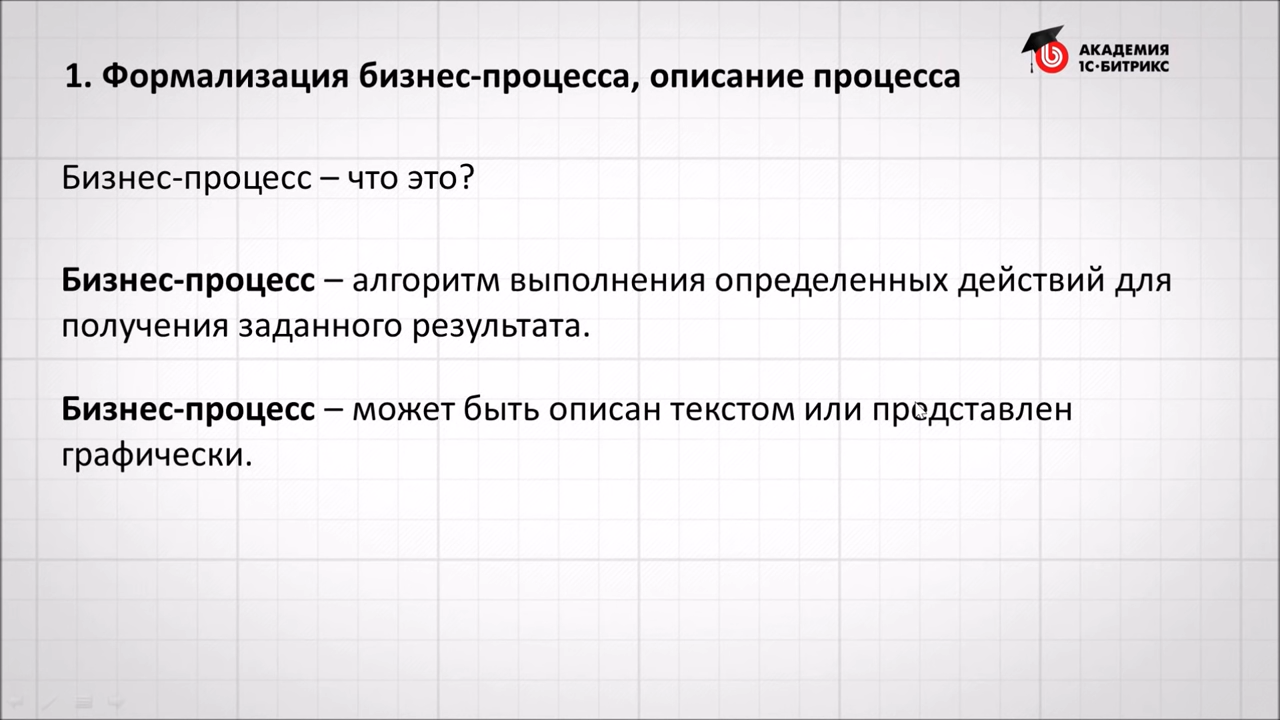 1. Формализация бизнес-процесса, описание процесса
АКАДЕМИЯ
1С·БИТРИКС
Бизнес-процесс – что это?
Бизнес-процесс – алгоритм выполнения определенных действий для
получения заданного результата.
Бизнес-процесс – может быть описан текстом или представлен
графически.